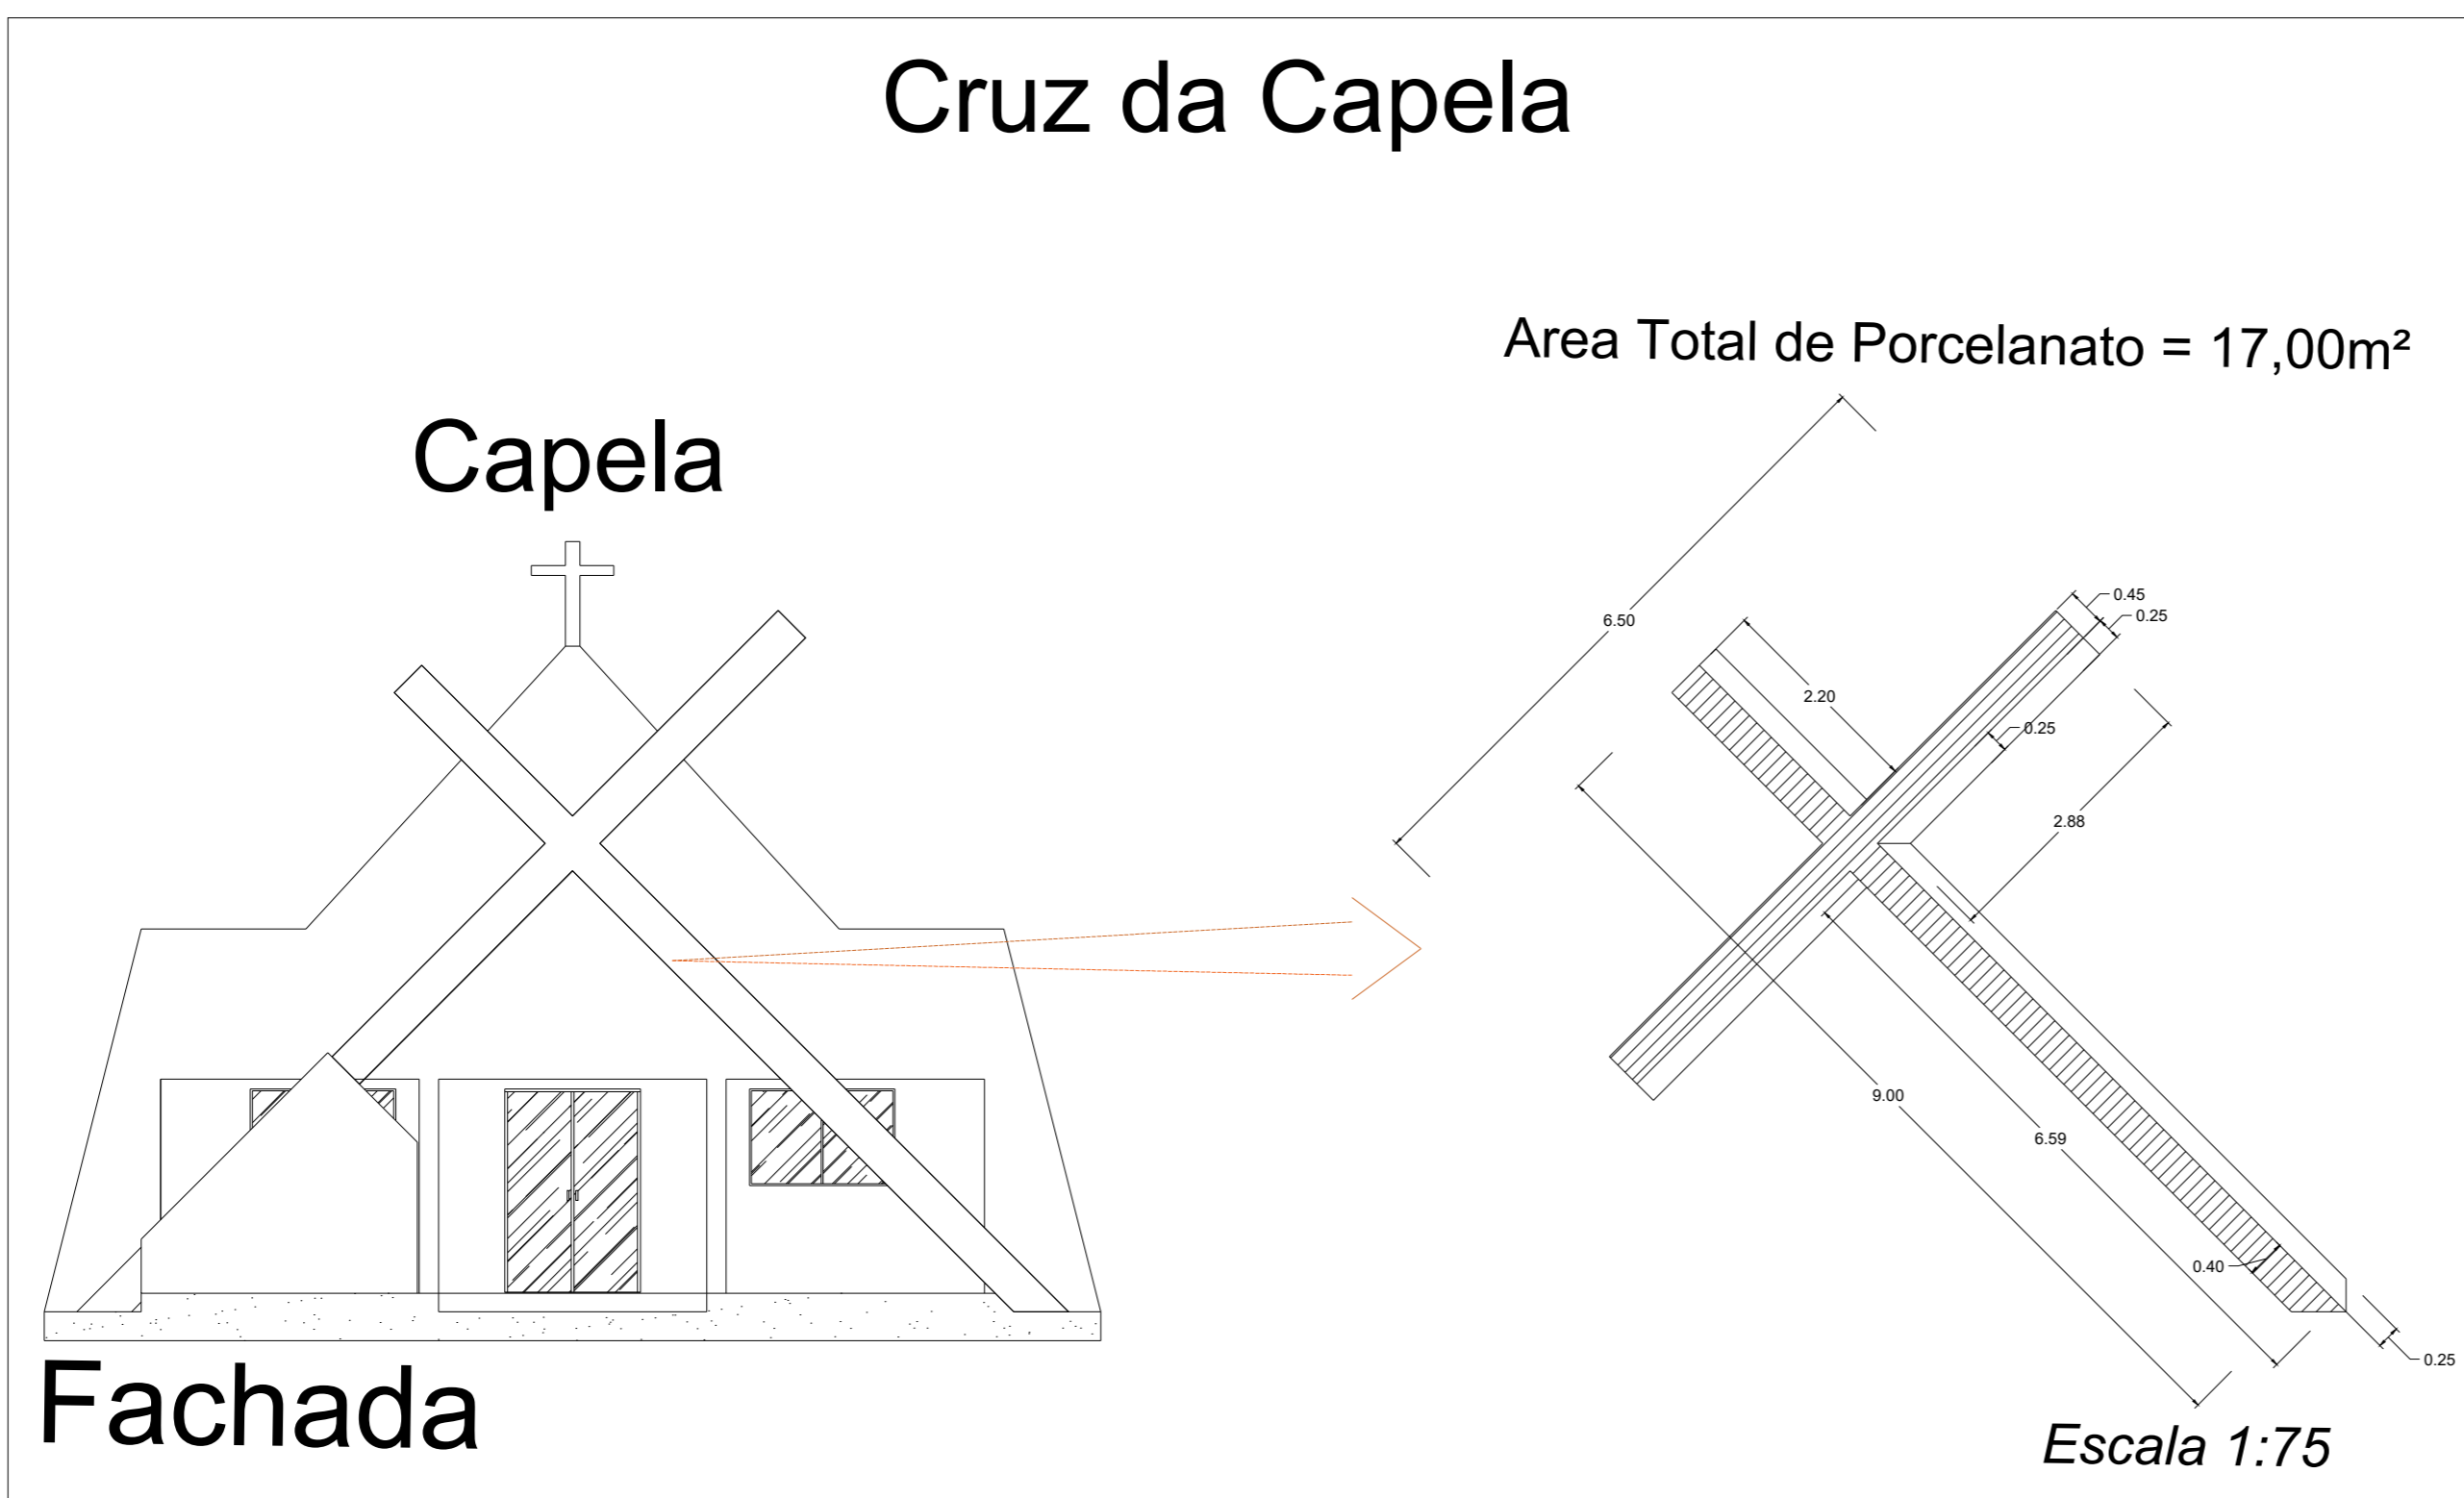 Cruz da Capela
Area Total de Porcelanato = 17,00m²
Capela
6.50
0.45
0.25
2.20
0.25
2.88
9.00
6.59
0.40
0.25
Fachada
Escala 1:75